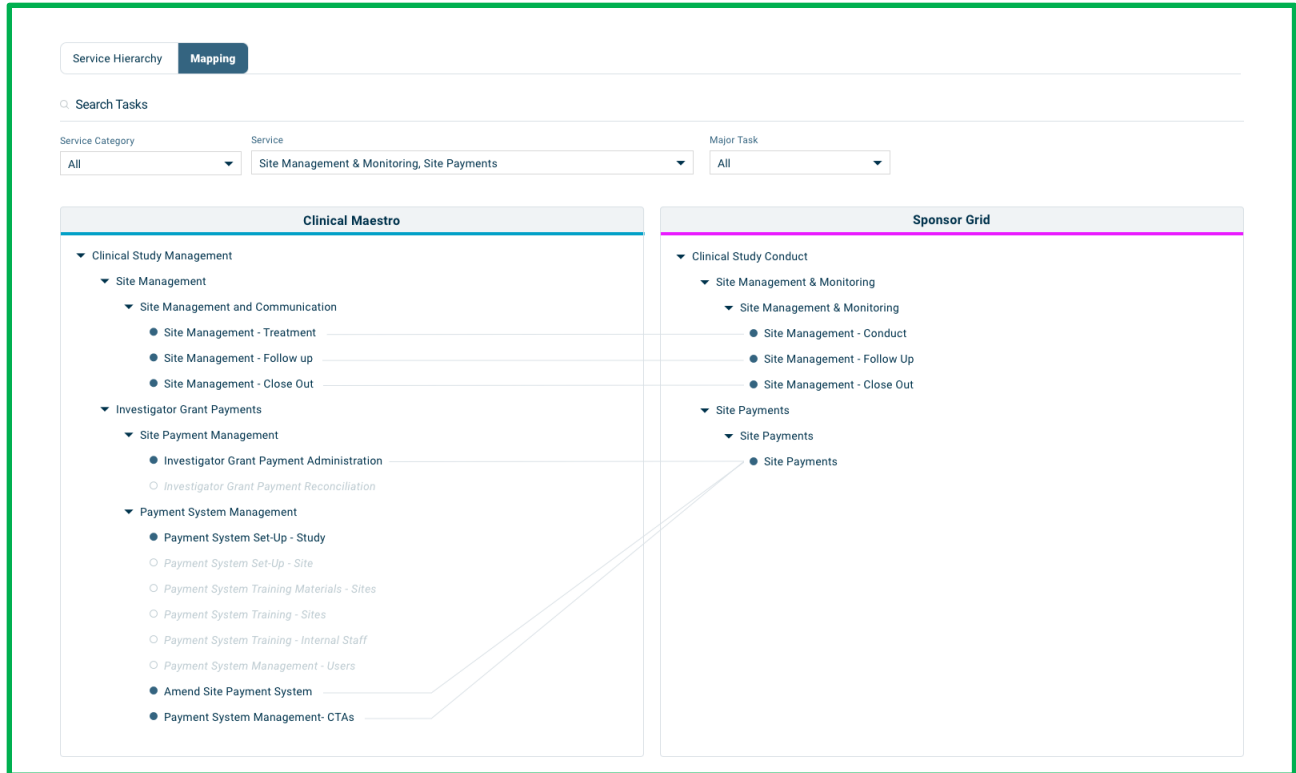 Service Hierarchy Mapping
Search Tasks
Service Category Service Major Task
All Site Management & Monitoring, Site Payments All
Clinical Maestro
Clinical Study Management
Site Management
Site Management and Communication
Site Management - Treatment
Site Management - Follow up
Site Management - Close Out
Investigator Grant Payments
Site Payment Management
Investigator Grant Payment Administration
Investigator Grant Payment Reconciliation
Payment System Management
Payment System Set-Up - Study
Payment System Set-Up - Site
Payment System Training Materials - Sites
Payment System Training - Sites
Payment System Training - Internal Staff
Payment System Management - Users
Amend Site Payment System
Payment System Management- CTAs
Sponsor Grid
Clinical Study Conduct
Site Management & Monitoring
Site Management & Monitoring
Site Management - Conduct
Site Management - Follow Up
Site Management - Close Out
Site Payments
Site Payments
Site Payments